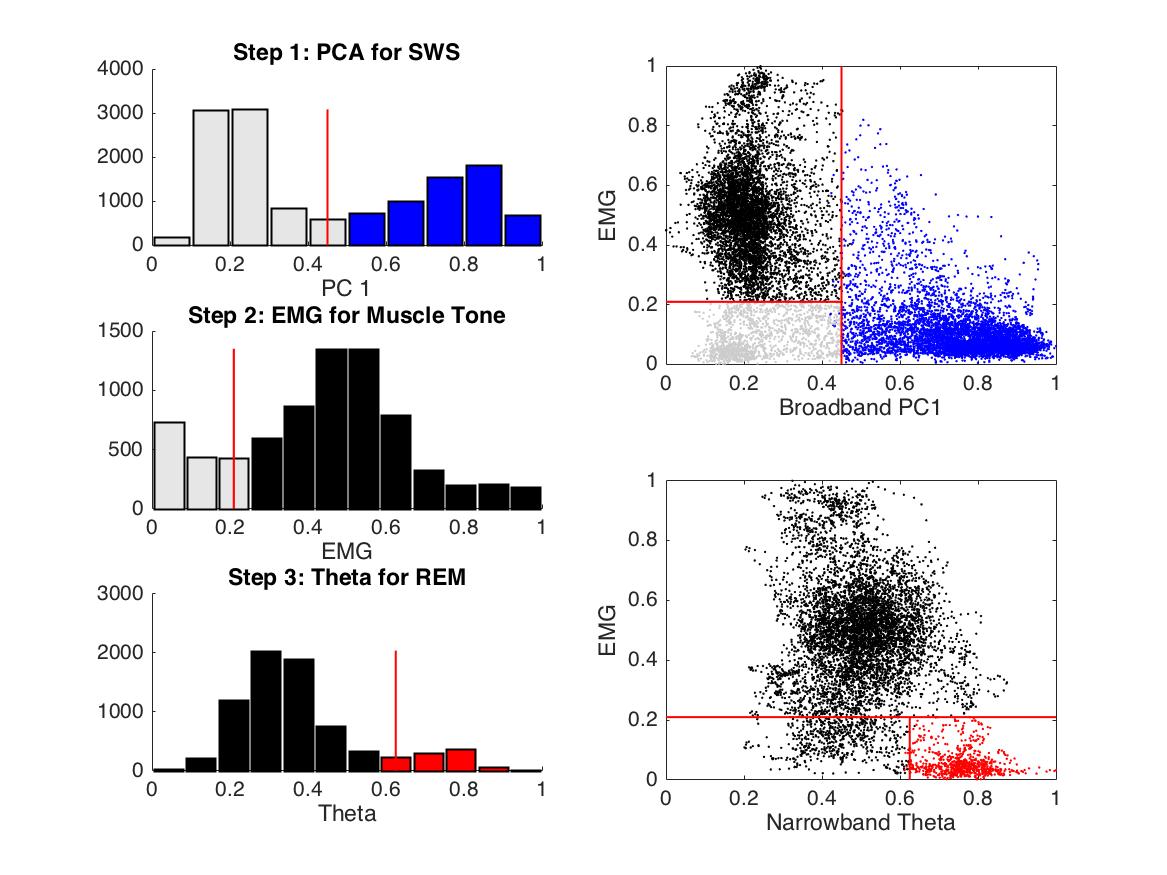 Step 1: PCA for SWS
4000
3000
2000
1000
0
0 0.2 0.4 0.6 0.8 1
PC 1
Step 2: EMG for Muscle Tone
1500
1000
500
0
0 0.2 0.4 0.6 0.8 1
EMG
Step 3: Theta for REM
3000
2000
1000
0
0 0.2 0.4 0.6 0.8 1
Theta
1
0.8
0.6
0.4
0.2
0
EMG
0 0.2 0.4 0.6 0.8 1
Broadband PC1
1
0.8
0.6
0.4
0.2
0
EMG
0 0.2 0.4 0.6 0.8 1
Narrowband Theta